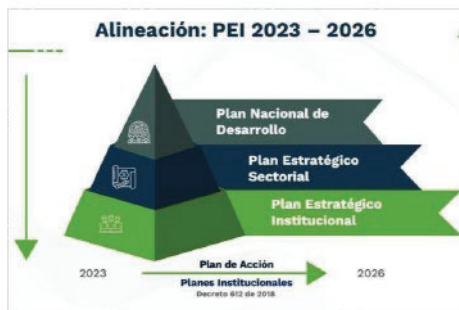 Alineación: PEI 2023 – 2026
Plan Nacional de
Desarrollo
Plan Estratégico
Sectorial
Plan Estratégico
Institucional
2023
Plan de Acción
2026
Planes Institucionales
Decreto 612 de 2018